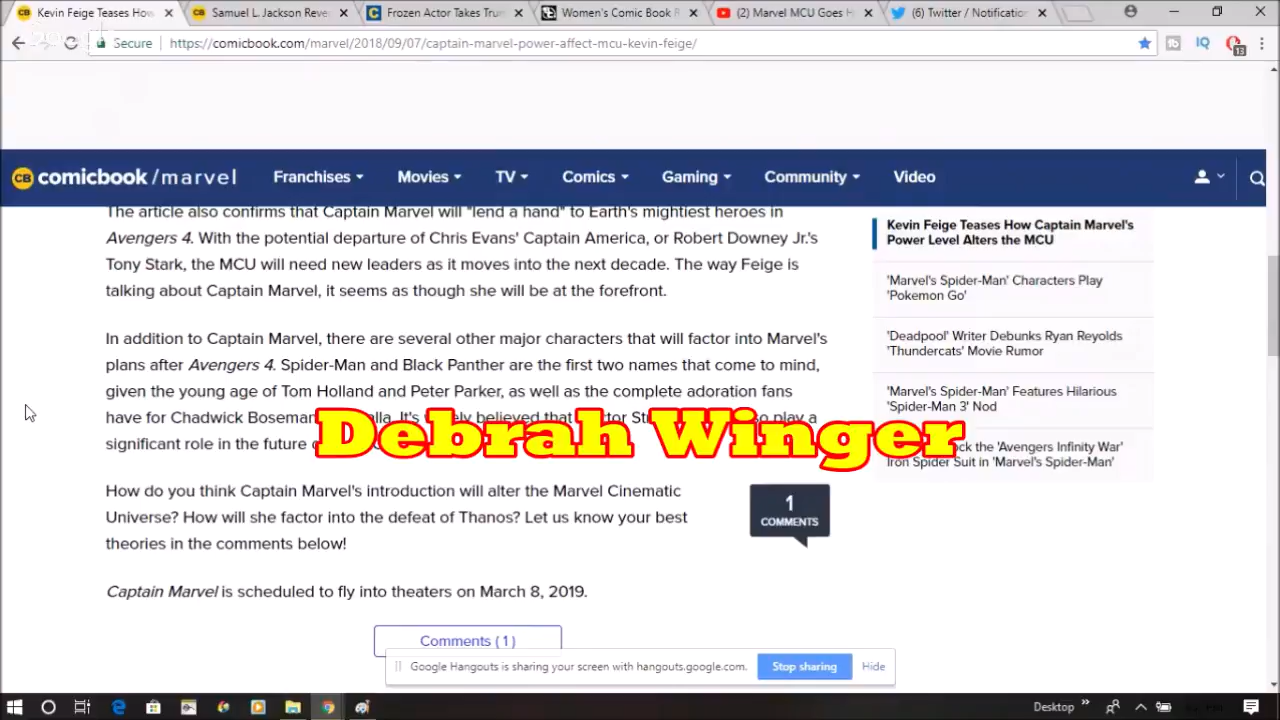 Kevin Feige Teases How
Samuel L. Jackson Reve
Frozen Actor Takes Tru
Women's Comic Book R
(2) Marvel MCU Goes H
(6) Twitter / Notificatio
Secure
https://comicbook.com/marvel/2018/09/07/captain-marvel-power-affect-mcu-kevin-feige/
IQ
13
CB comicbook/marvel
Franchises
Movies
TV
Comics
Gaming
Community
Video
The article also confirms that Captain Marvel will "lend a hand" to Earth's mightiest heroes in
Avengers 4. With the potential departure of Chris Evans' Captain America, or Robert Downey Jr.'s
Tony Stark, the MCU will need new leaders as it moves into the next decade. The way Feige is
talking about Captain Marvel, it seems as though she will be at the forefront.
In addition to Captain Marvel, there are several other major characters that will factor into Marvel's
plans after Avengers 4. Spider-Man and Black Panther are the first two names that come to mind,
given the young age of Tom Holland and Peter Parker, as well as the complete adoration fans
have for Chadwick Boseman
significant role in the future
Debrah Winger
How do you think Captain Marvel's introduction will alter the Marvel Cinematic
Universe? How will she factor into the defeat of Thanos? Let us know your best
theories in the comments below!
1
COMMENTS
Captain Marvel is scheduled to fly into theaters on March 8, 2019.
Comments ( 1 )
Kevin Feige Teases How Captain Marvel's
Power Level Alters the MCU
'Marvel's Spider-Man' Characters Play
'Pokemon Go'
'Deadpool' Writer Debunks Ryan Reyolds
'Thundercats' Movie Rumor
'Marvel's Spider-Man' Features Hilarious
'Spider-Man 3' Nod
the 'Avengers Infinity War'
Iron Spider Suit in 'Marvel's Spider-Man'
Google Hangouts is sharing your screen with hangouts.google.com.
Stop sharing
Hide
Desktop